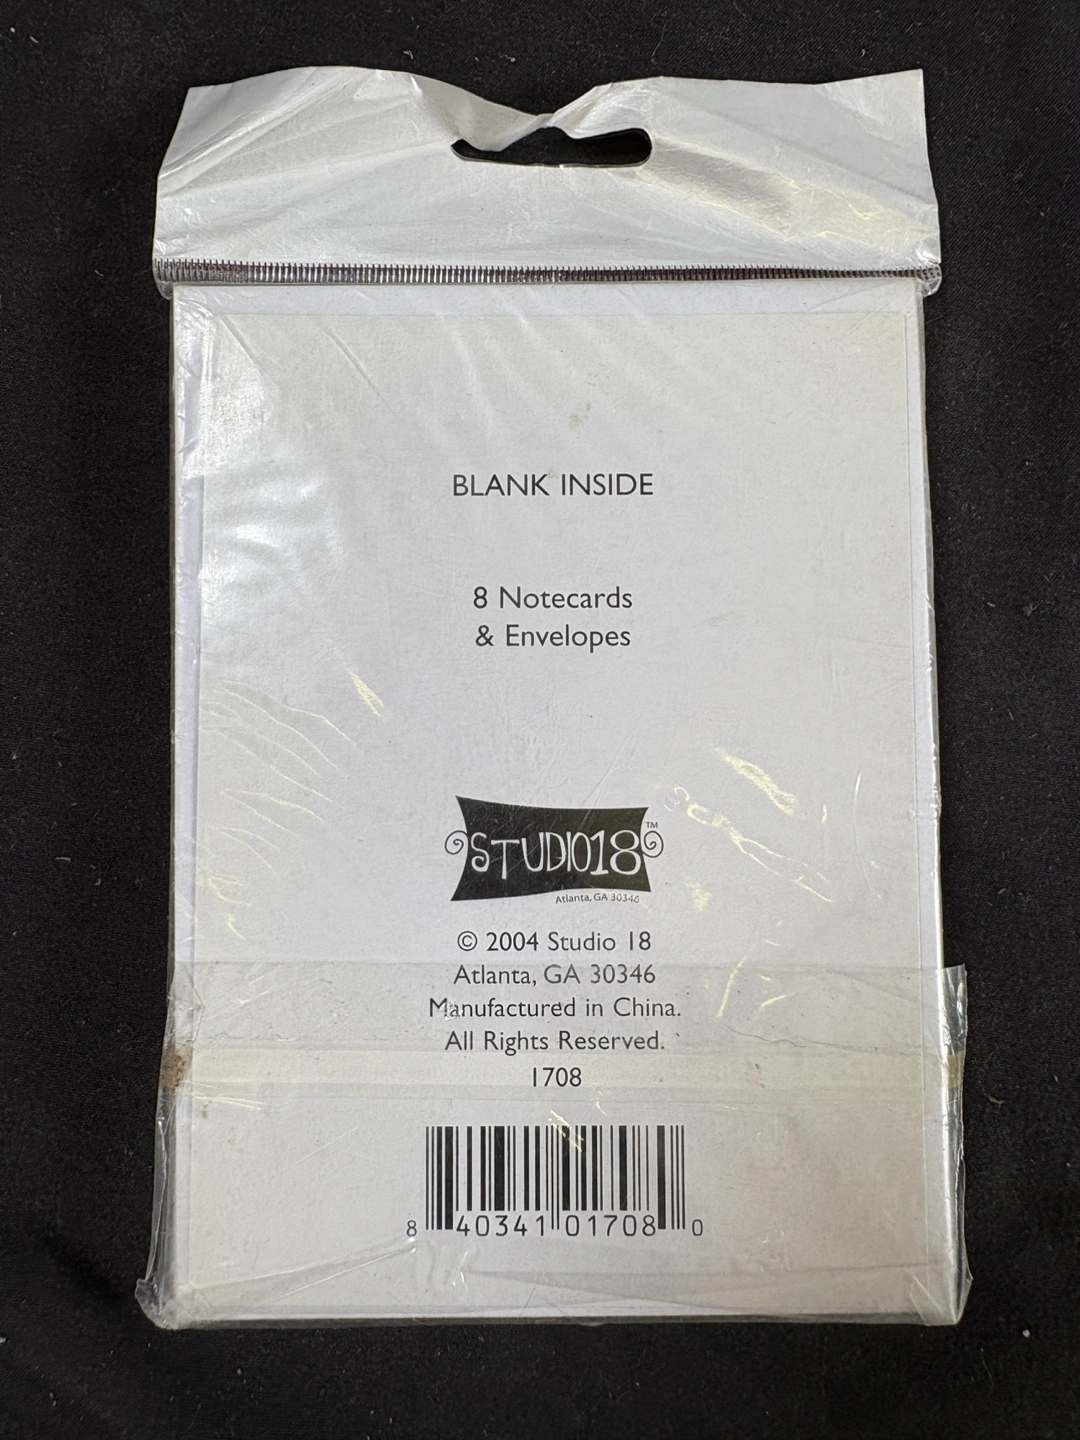 BLANK INSIDE
8 Notecards
& Envelopes
STUDIO18™
Atlanta, GA 30346
© 2004 Studio 18
Atlanta, GA 30346
Manufactured in China.
All Rights Reserved.
1708
8 40341 01708 0